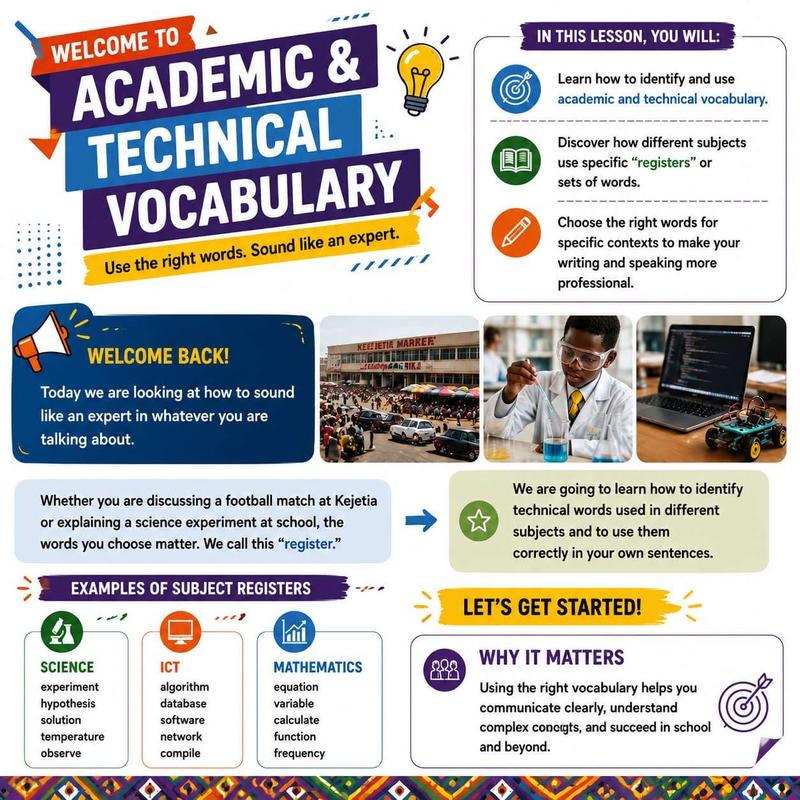 WELCOME TO
ACADEMIC &
TECHNICAL
VOCABULARY
Use the right words. Sound like an expert.
IN THIS LESSON, YOU WILL:
Learn how to identify and use
academic and technical vocabulary.
Discover how different subjects
use specific “registers” or
sets of words.
Choose the right words for
specific contexts to make your
writing and speaking more
professional.
WELCOME BACK!
Today we are looking at how to sound
like an expert in whatever you are
talking about.
Whether you are discussing a football match at Kejetia
or explaining a science experiment at school, the
words you choose matter. We call this “register.”
We are going to learn how to identify
technical words used in different
subjects and to use them
correctly in your own sentences.
EXAMPLES OF SUBJECT REGISTERS
SCIENCE
experiment
hypothesis
solution
temperature
observe
ICT
algorithm
database
software
network
compile
MATHEMATICS
equation
variable
calculate
function
frequency
LET’S GET STARTED!
WHY IT MATTERS
Using the right vocabulary helps you
communicate clearly, understand
complex and succeed in school
and beyond.